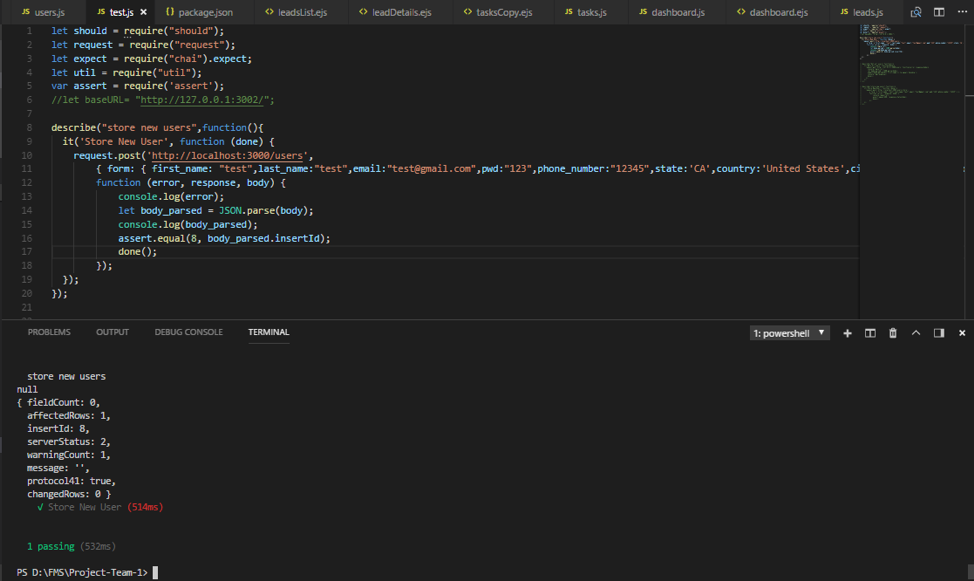 users.js test.js package.json leadsList.ejs leadDetails.ejs tasksCopy.ejs tasks.js dashboard.js dashboard.ejs leads.js
1 let should = require("should");
2 let request = require("request");
3 let expect = require("chai").expect;
4 let util = require("util");
5 var assert = require('assert');
6 //let baseURL= "http://127.0.0.1:3002/";
7
8 describe("store new users",function(){
9 it('Store New User', function (done) {
10 request.post('http://localhost:3000/users',
11 { form: { first_name: "test",last_name:"test",email:"test@gmail.com",pwd:"123",phone_number:"12345",state:'CA',country:'United States',ci
12 function (error, response, body) {
13 console.log(error);
14 let body_parsed = JSON.parse(body);
15 console.log(body_parsed);
16 assert.equal(8, body_parsed.insertId);
17 done();
18 });
19 });
20 });
21
PROBLEMS OUTPUT DEBUG CONSOLE TERMINAL 1: powershell
store new users
null
{ fieldCount: 0,
affectedRows: 1,
insertId: 8,
serverStatus: 2,
warningCount: 1,
message: '',
protocol41: true,
changedRows: 0 }
√ Store New User (514ms)
1 passing (532ms)
PS D:\FMS\Project-Team-1>